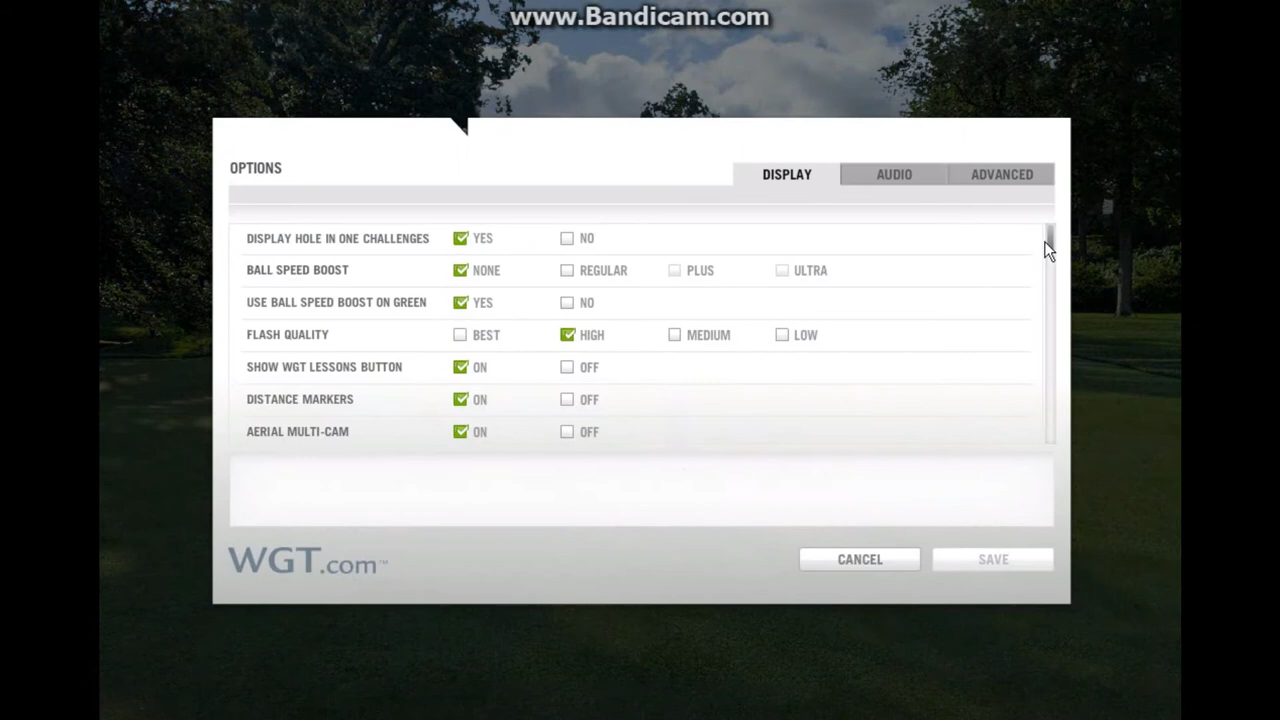 www.Bandicam.com
OPTIONS
DISPLAY AUDIO ADVANCED
DISPLAY HOLE IN ONE CHALLENGES YES NO
BALL SPEED BOOST NONE REGULAR PLUS ULTRA
USE BALL SPEED BOOST ON GREEN YES NO
FLASH QUALITY BEST HIGH MEDIUM LOW
SHOW WGT LESSONS BUTTON ON OFF
DISTANCE MARKERS ON OFF
AERIAL MULTI-CAM ON OFF
WGT.com™ CANCEL SAVE